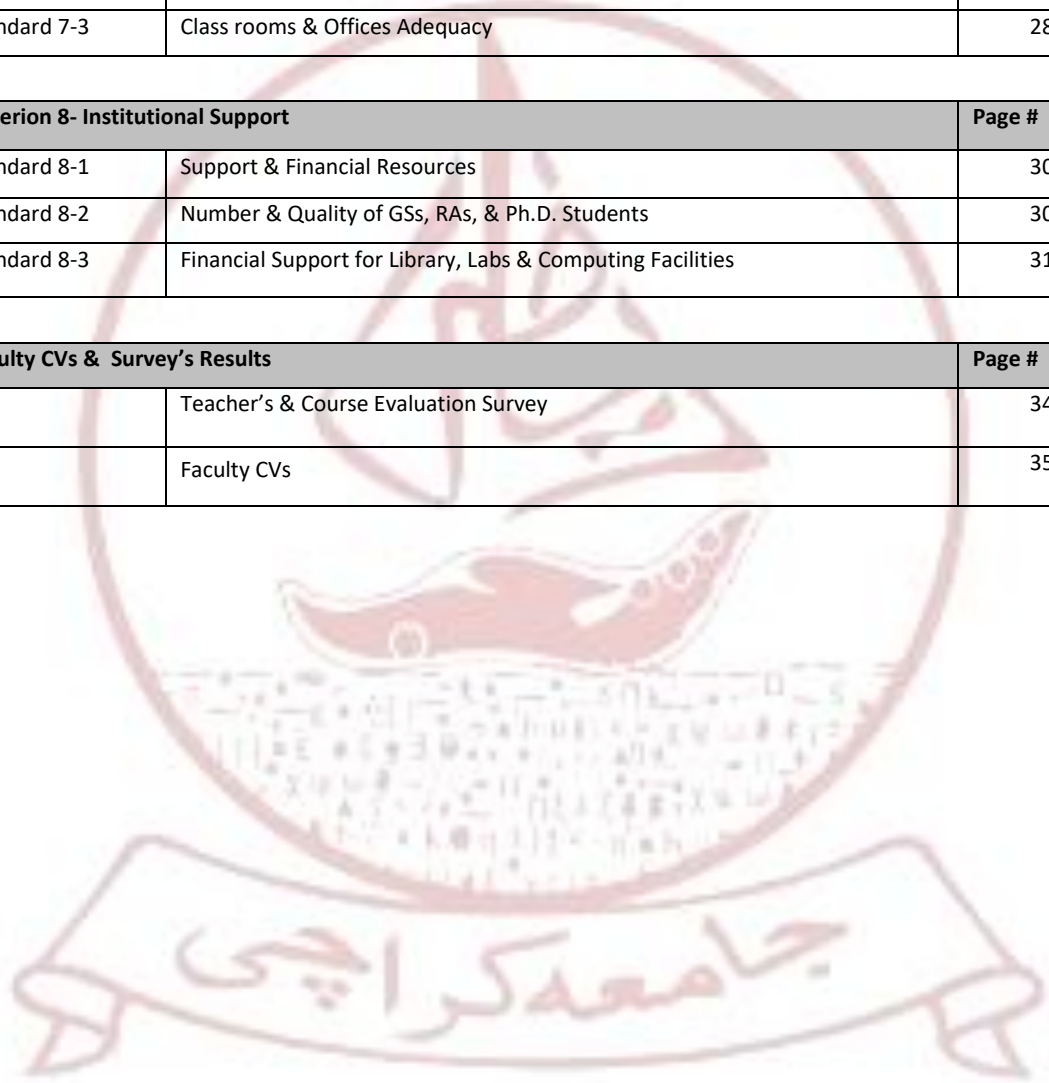 ndard 7-3 Class rooms & Offices Adequacy 28
erion 8- Institutional Support Page #
ndard 8-1 Support & Financial Resources 30
ndard 8-2 Number & Quality of GSs, RAs, & Ph.D. Students 30
ndard 8-3 Financial Support for Library, Labs & Computing Facilities 31
ulty CVs & Survey’s Results Page #
Teacher’s & Course Evaluation Survey 34
Faculty CVs 35
جامعہ کراچی